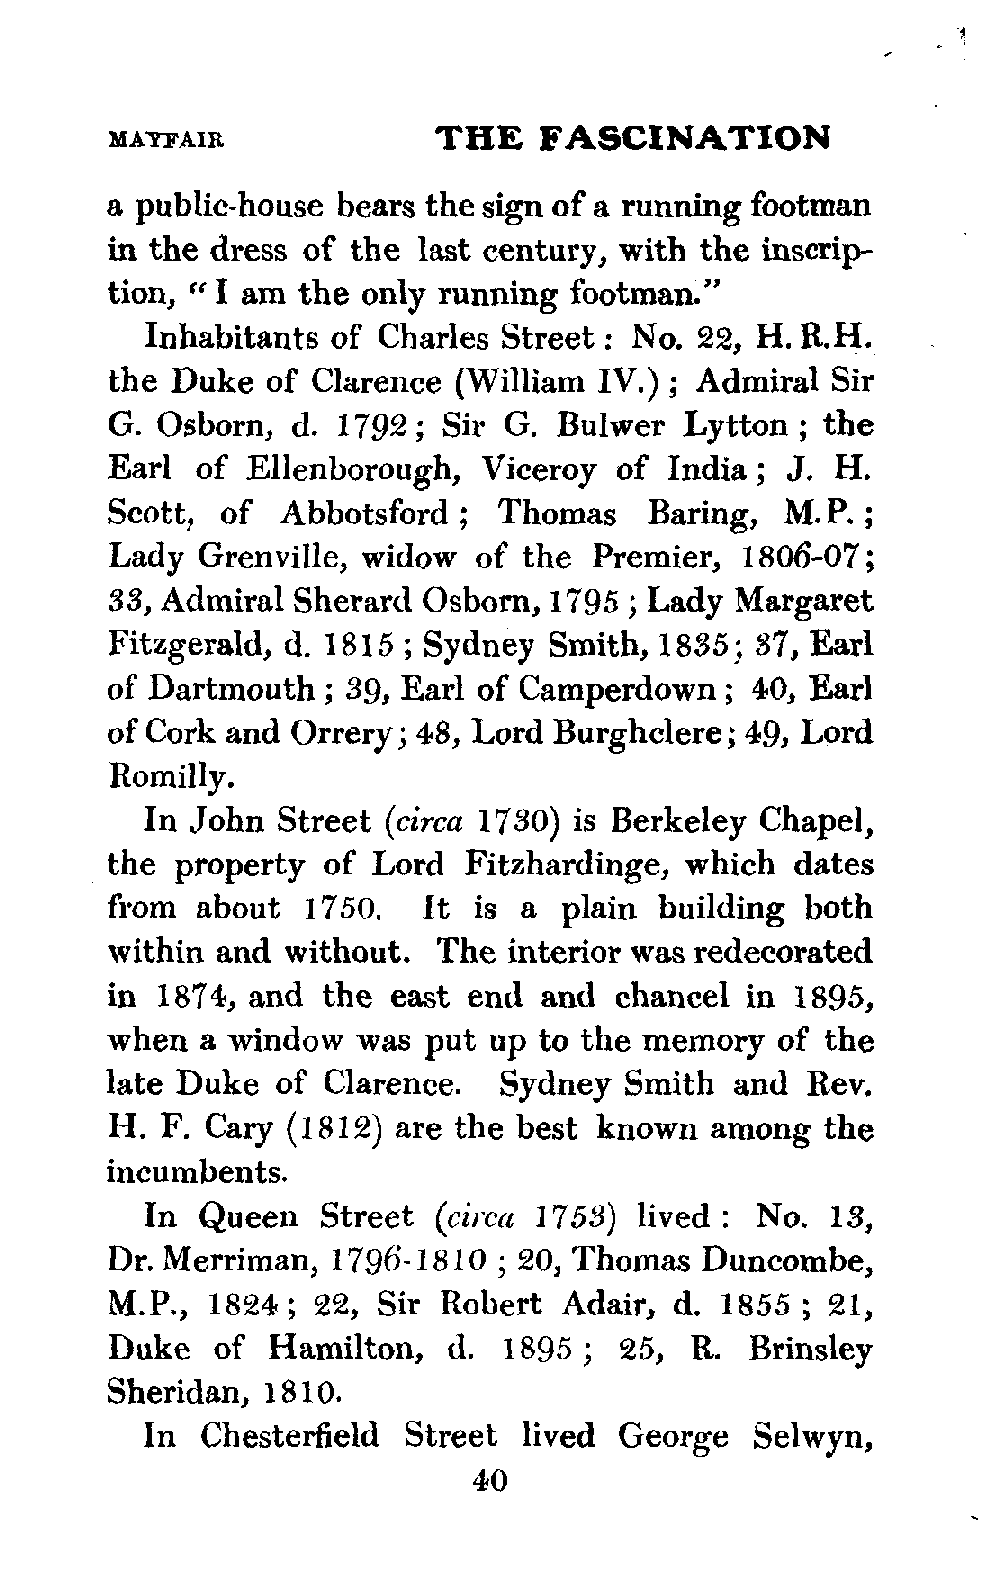 MAYFAIR THE FASCINATION
a public-house bears the sign of a running footman
in the dress of the last century, with the inscrip-
tion, “I am the only running footman.”
Inhabitants of Charles Street: No. 22, H.R.H.
the Duke of Clarence (William IV.); Admiral Sir
G. Osborn, d. 1792; Sir G. Bulwer Lytton; the
Earl of Ellenborough, Viceroy of India; J. H.
Scott, of Abbotsford; Thomas Baring, M.P.;
Lady Grenville, widow of the Premier, 1806-07;
33, Admiral Sherard Osborn, 1795; Lady Margaret
Fitzgerald, d. 1815; Sydney Smith, 1835; 37, Earl
of Dartmouth; 39, Earl of Camperdown; 40, Earl
of Cork and Orrery; 48, Lord Burghclere; 49, Lord
Romilly.
In John Street (circa 1730) is Berkeley Chapel,
the property of Lord Fitzhardinge, which dates
from about 1750. It is a plain building both
within and without. The interior was redecorated
in 1874, and the east end and chancel in 1895,
when a window was put up to the memory of the
late Duke of Clarence. Sydney Smith and Rev.
H. F. Cary (1812) are the best known among the
incumbents.
In Queen Street (circa 1753) lived: No. 13,
Dr. Merriman, 1796-1810; 20, Thomas Duncombe,
M.P., 1824; 22, Sir Robert Adair, d. 1855; 21,
Duke of Hamilton, d. 1895; 25, R. Brinsley
Sheridan, 1810.
In Chesterfield Street lived George Selwyn,
40